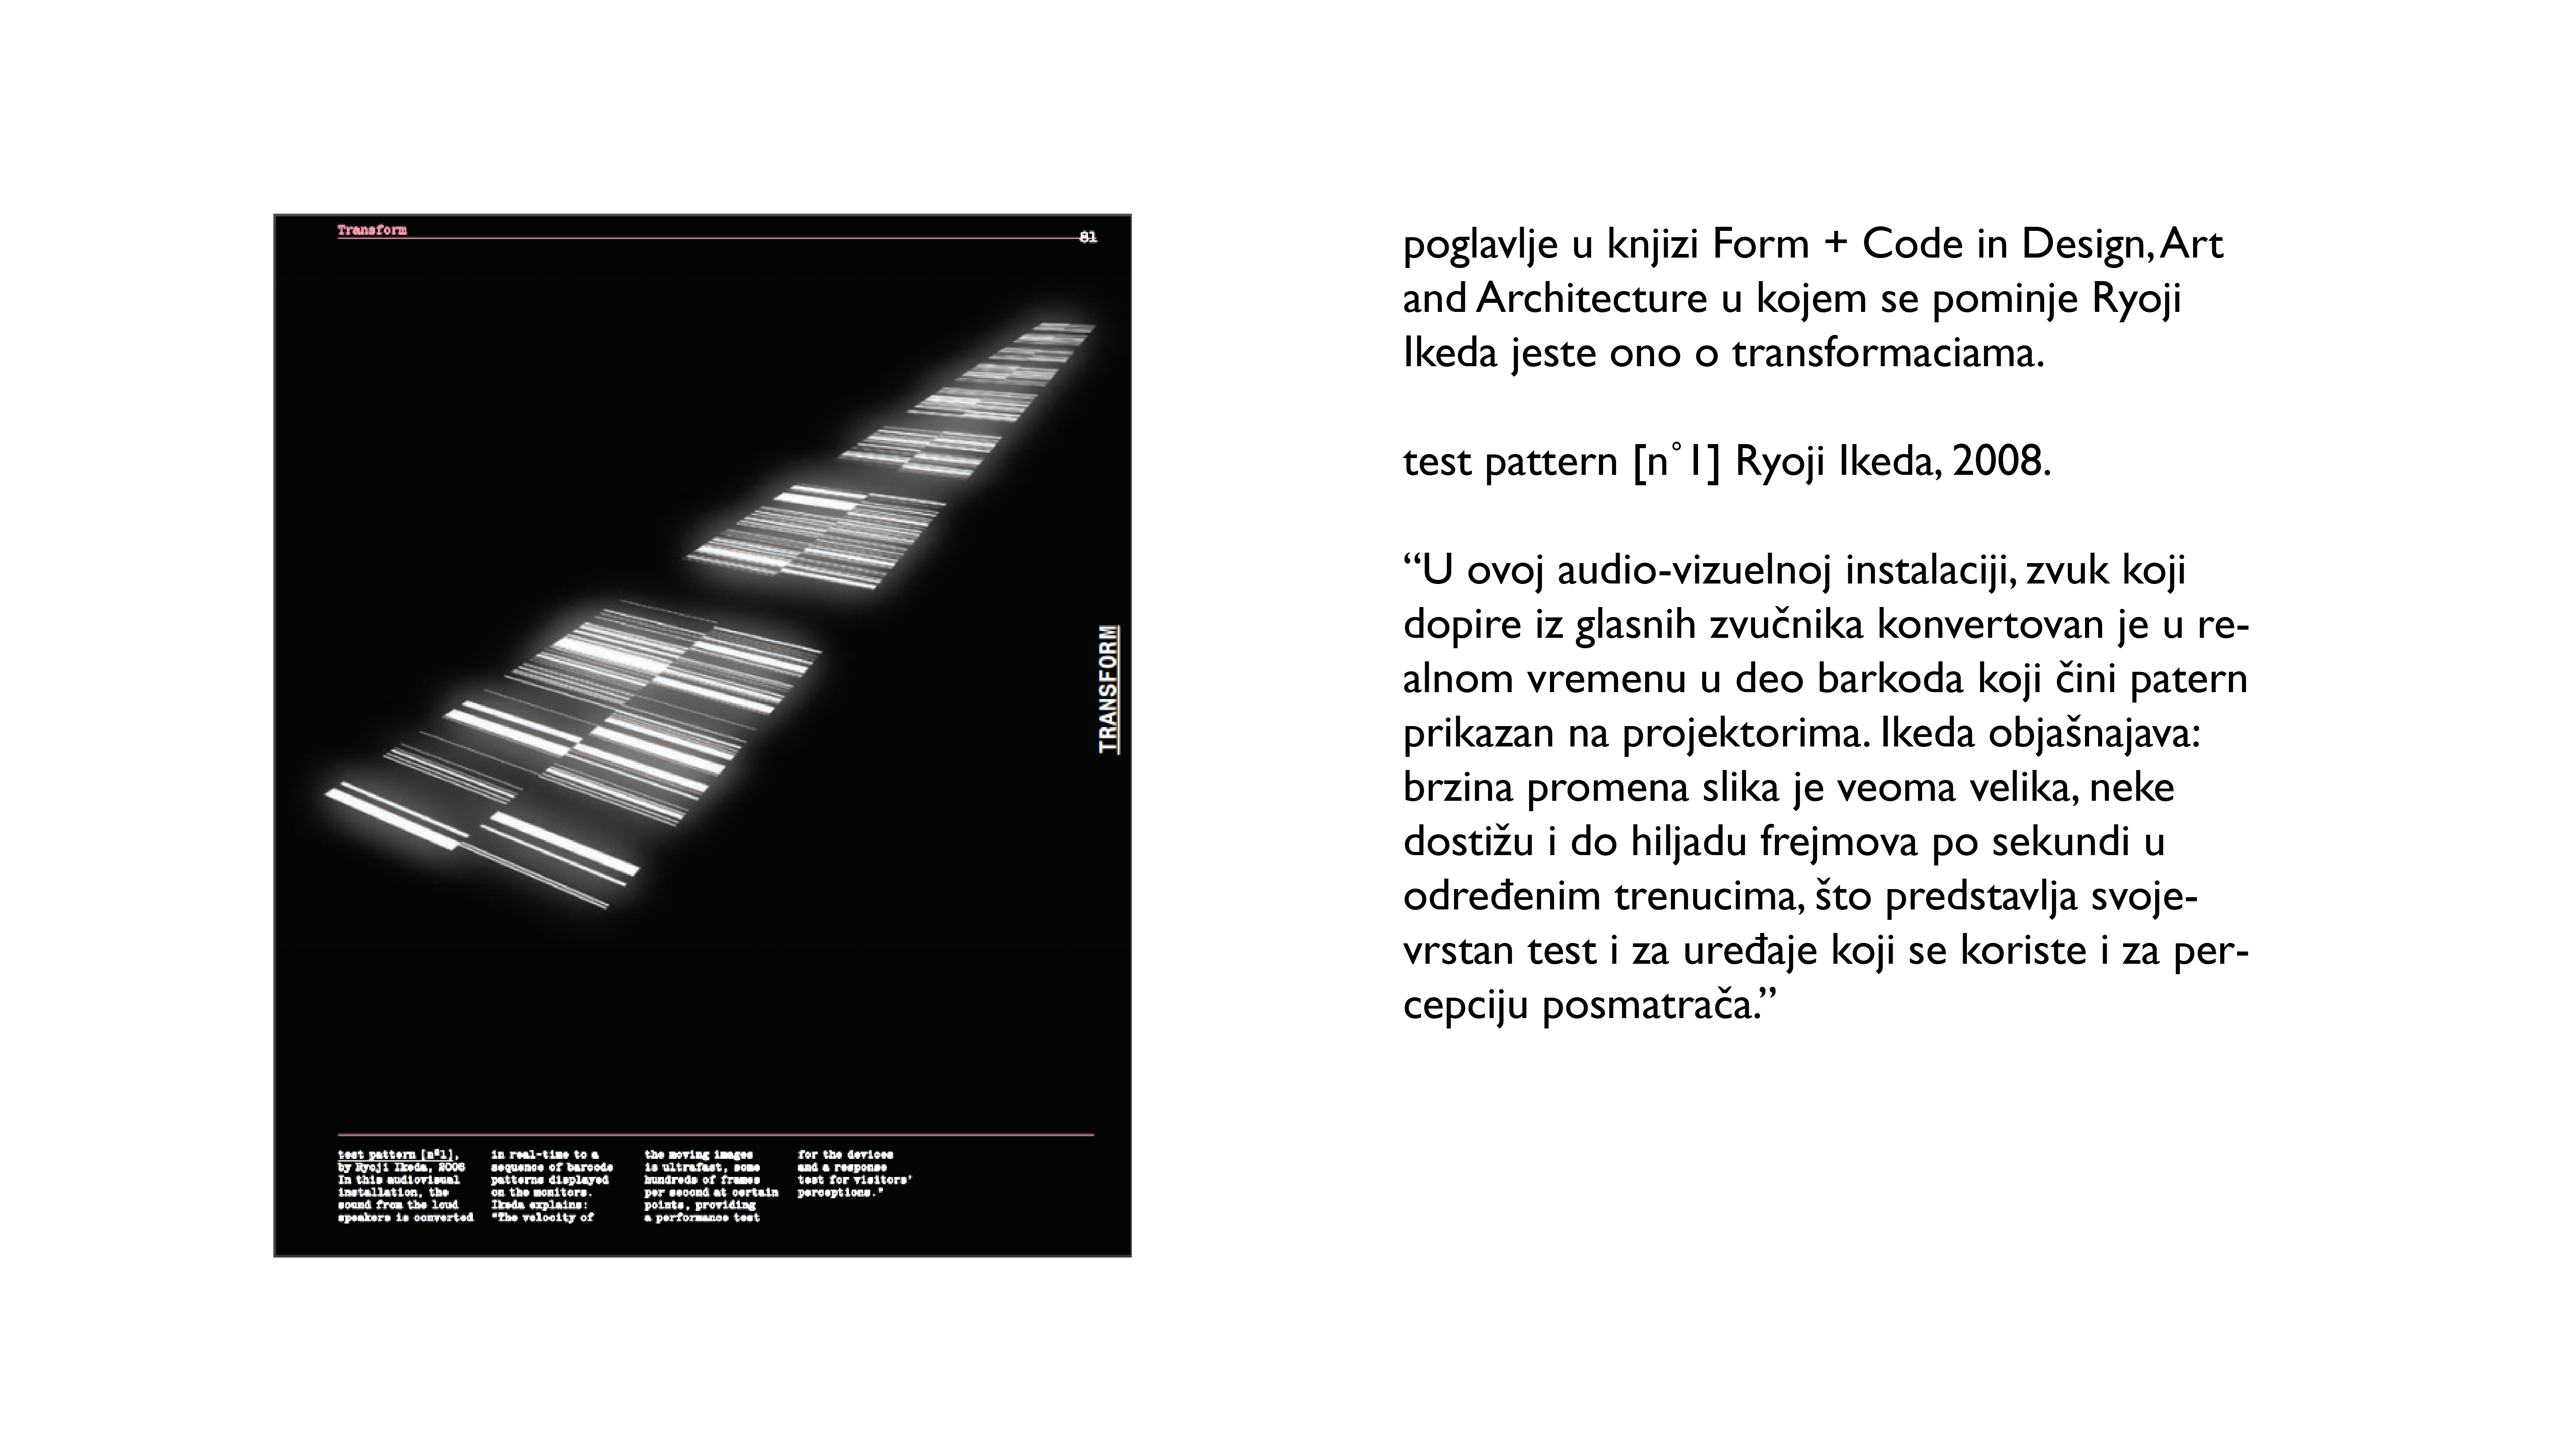 Transform
81
TRANSFORM
test pattern [nº1],
by Ryoji Ikeda, 2008
In this audiovisual
installation, the
sound from the loud
speakers is converted
in real-time to a
sequence of barcode
patterns displayed
on the monitors.
Ikeda explains:
"The velocity of
the moving images
is ultrafast, some
hundreds of frames
per second at certain
points, providing
a performance test
for the devices
and a response
test for visitors'
perceptions."
poglavlje u knjizi Form + Code in Design, Art
and Architecture u kojem se pominje Ryoji
Ikeda jeste ono o transformaciama.
test pattern [n˚1] Ryoji Ikeda, 2008.
“U ovoj audio-vizuelnoj instalaciji, zvuk koji
dopire iz glasnih zvučnika konvertovan je u re-
alnom vremenu u deo barkoda koji čini patern
prikazan na projektorima. Ikeda objašnajava:
brzina promena slika je veoma velika, neke
dostižu i do hiljadu frejmova po sekundi u
određenim trenucima, što predstavlja svoje-
vrstan test i za uređaje koji se koriste i za per-
cepciju posmatrača.”